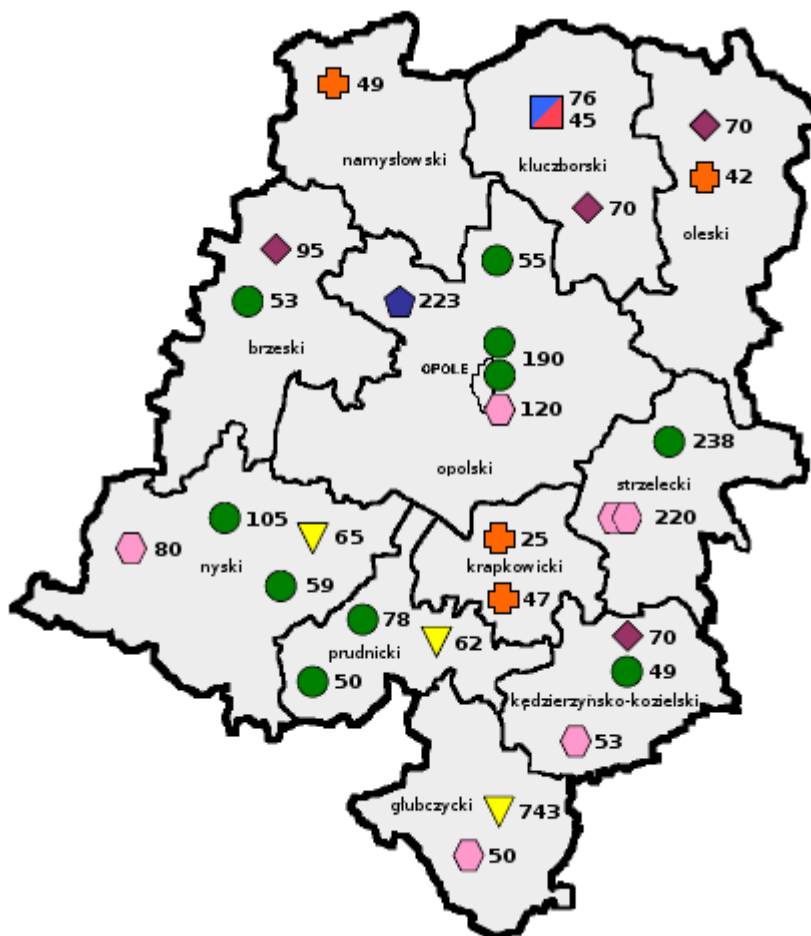 49
namysłowski
76
45
kluczborski
70
70
42
oleski
95
53
brzeski
55
223
190
OPOLE
120
opolski
238
strzelecki
220
105
65
80
nyski
59
25
krapkowicki
47
78
prudnicki
62
50
70
49
kędzierzyńsko-kozielski
53
głubczycki
743
50